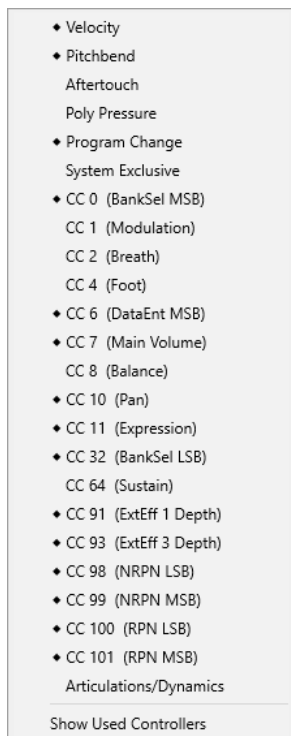 ◆ Velocity
◆ Pitchbend
Aftertouch
Poly Pressure
◆ Program Change
System Exclusive
◆ CC 0 (BankSel MSB)
CC 1 (Modulation)
CC 2 (Breath)
CC 4 (Foot)
◆ CC 6 (DataEnt MSB)
◆ CC 7 (Main Volume)
CC 8 (Balance)
◆ CC 10 (Pan)
◆ CC 11 (Expression)
◆ CC 32 (BankSel LSB)
CC 64 (Sustain)
◆ CC 91 (ExtEff 1 Depth)
◆ CC 93 (ExtEff 3 Depth)
◆ CC 98 (NRPN LSB)
◆ CC 99 (NRPN MSB)
◆ CC 100 (RPN LSB)
◆ CC 101 (RPN MSB)
Articulations/Dynamics
Show Used Controllers